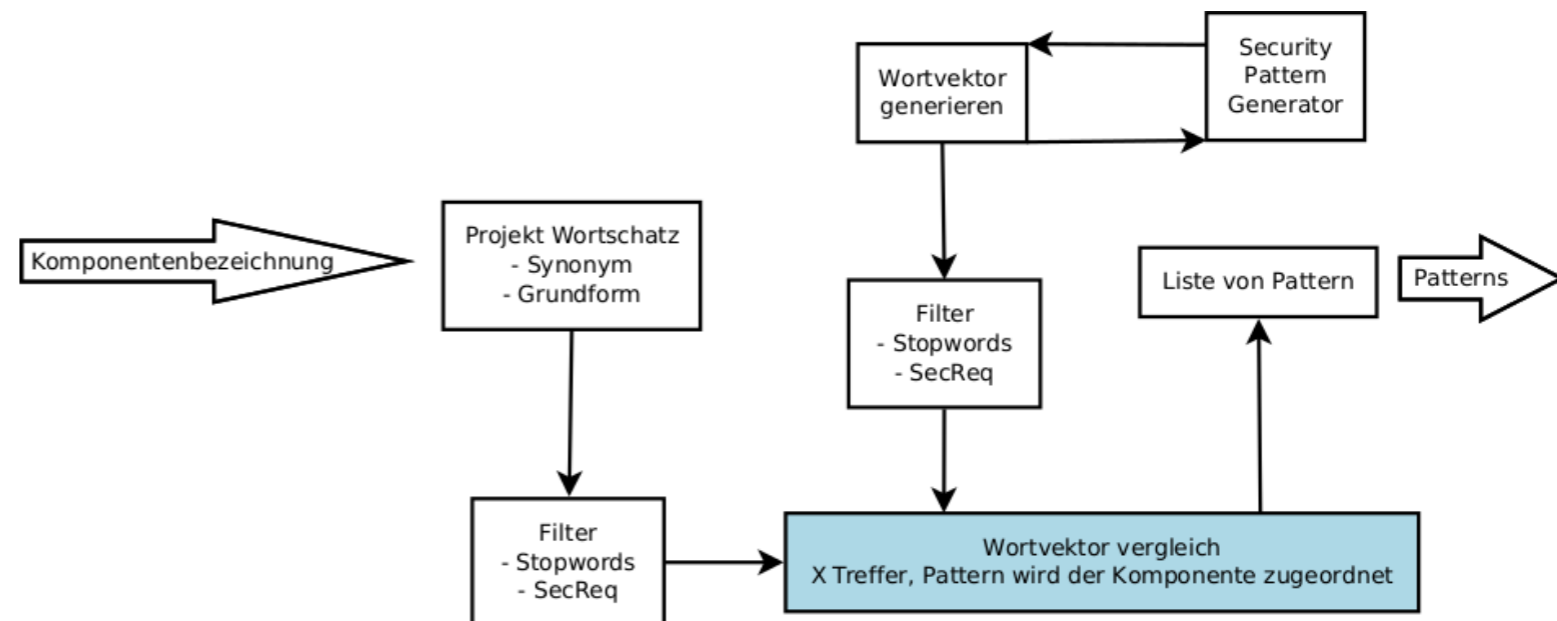 Wortvektor
generieren
Security
Pattern
Generator
Komponentenbezeichnung
Projekt Wortschatz
- Synonym
- Grundform
Filter
- Stopwords
- SecReq
Liste von Pattern
Patterns
Filter
- Stopwords
- SecReq
Wortvektor vergleich
X Treffer, Pattern wird der Komponente zugeordnet